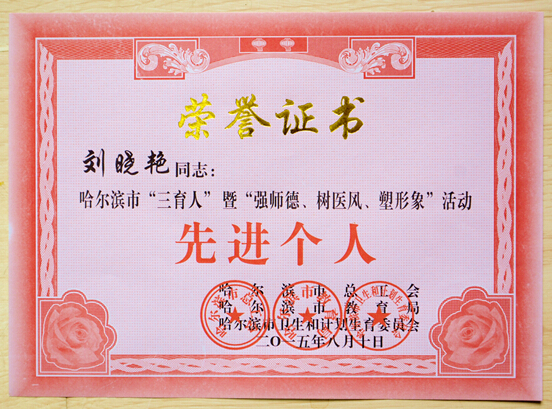 荣誉证书
刘晓艳同志：
哈尔滨市“三育人”暨“强师德、树医风、塑形象”活动
先进个人
哈尔滨市总工会
哈尔滨市教育局
哈尔滨市卫生和计划生育委员会
二〇一五年八月十日